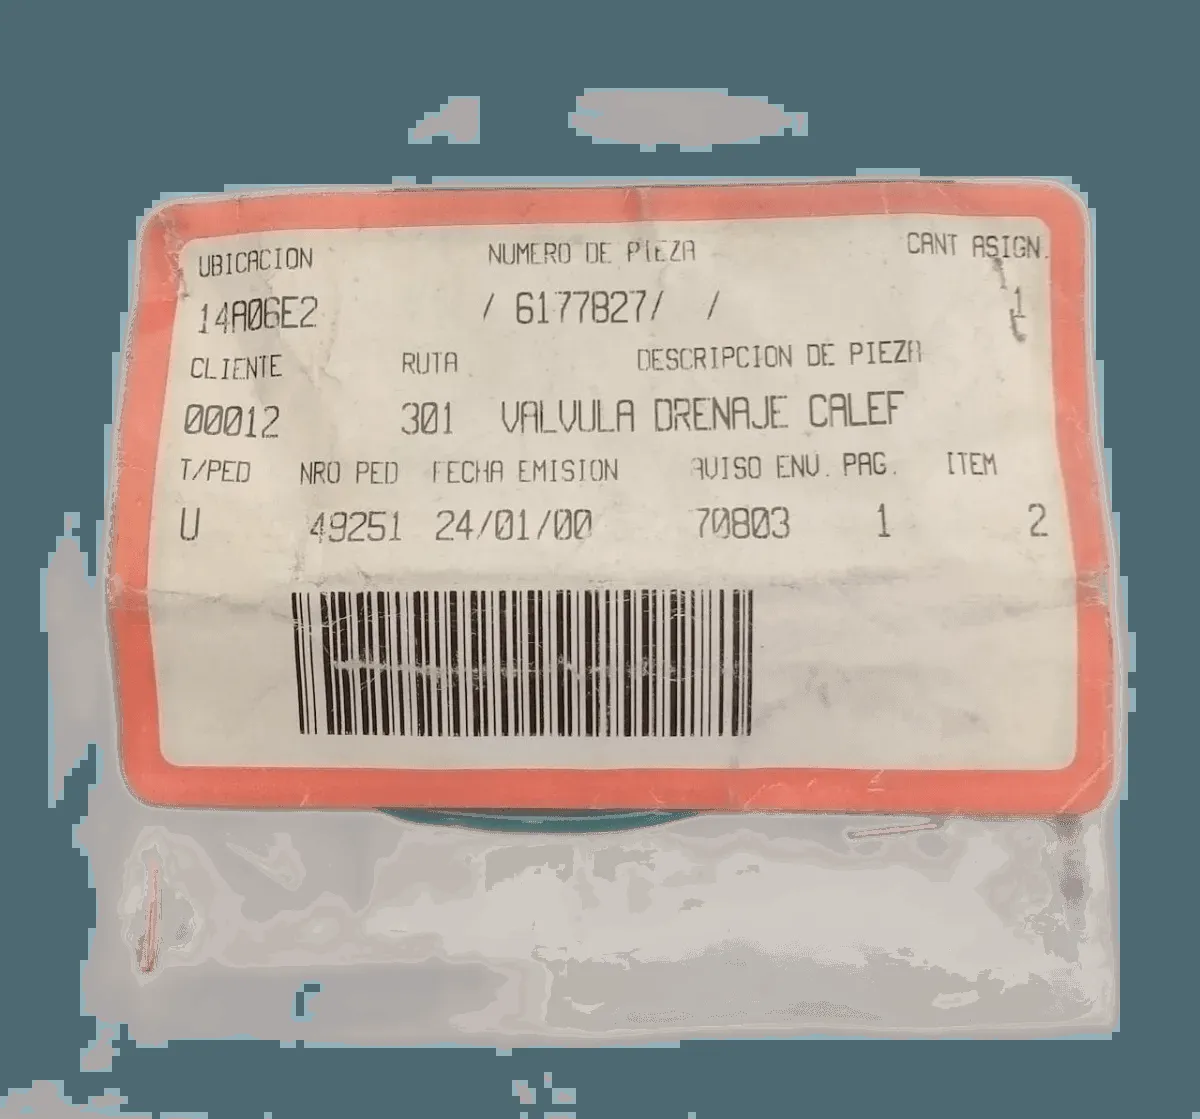 UBICACION NUMERO DE PIEZA CANT ASIGN.
14A06E2 / 6177827/ / 1
CLIENTE RUTA DESCRIPCION DE PIEZA
00012 301 VALVULA DRENAJE CALEF
T/PED NRO PED FECHA EMISION AVISO ENV. PAG. ITEM
U 49251 24/01/00 70803 1 2